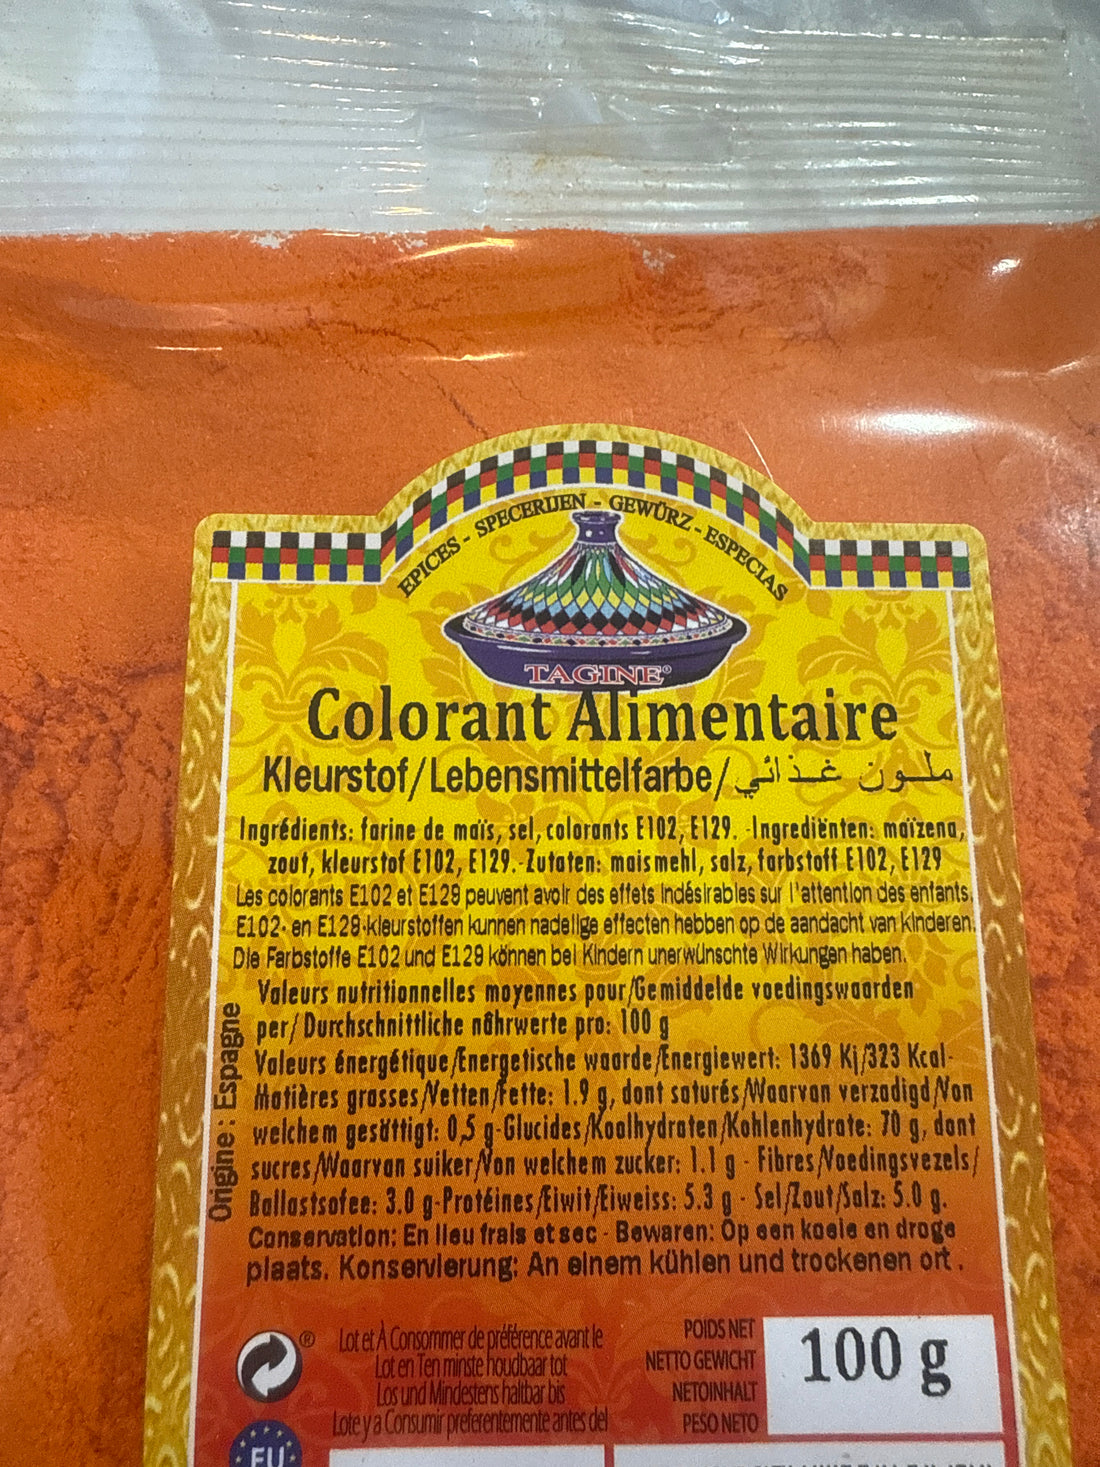 EPICES - SPECERIJEN - GEWÜRZ - ESPECIAS
TAGINE®
Colorant Alimentaire
Kleurstof/Lebensmittelfarbe/ملون غذائي
Ingrédients: farine de maïs, sel, colorants E102, E129. -Ingrediënten: maïzena,
zout, kleurstof E102, E129.-Zutaten: maismehl, salz, farbstoff E102, E129
Les colorants E102 et E129 peuvent avoir des effets indésirables sur l'attention des enfants.
E102- en E129-kleurstoffen kunnen nadelige effecten hebben op de aandacht van kinderen.
Die Farbstoffe E102 und E129 können bei Kindern unerwünschte Wirkungen haben.
Valeurs nutritionnelles moyennes pour/Gemiddelde voedingswaarden
per/ Durchschnittliche nährwerte pro: 100 g
Valeurs énergétique/Energetische waarde/Energiewert: 1369 Kj/323 Kcal-
Matières grasses/Vetten/Fette: 1.9 g, dont saturés/Waarvan verzadigd/Von
welchem gesättigt: 0,5 g-Glucides/Koolhydraten/Kohlenhydrate: 70 g, dont
sucres/Waarvan suiker/Von welchem zucker: 1.1 g - Fibres/Voedingsvezels/
Ballastsofee: 3.0 g-Protéines/Eiwit/Eiweiss: 5.3 g - Sel/Zout/Salz: 5.0 g.
Conservation: En lieu frais et sec - Bewaren: Op een koele en droge
plaats. Konservierung: An einem kühlen und trockenen ort.
Origine : Espagne
®
Lot et À Consommer de préférence avant le
Lot en Ten minste houdbaar tot
Los und Mindestens haltbar bis
Lote y a Consumir preferentemente antes del
POIDS NET
NETTO GEWICHT
NETOINHALT
PESO NETO
100 g
EU